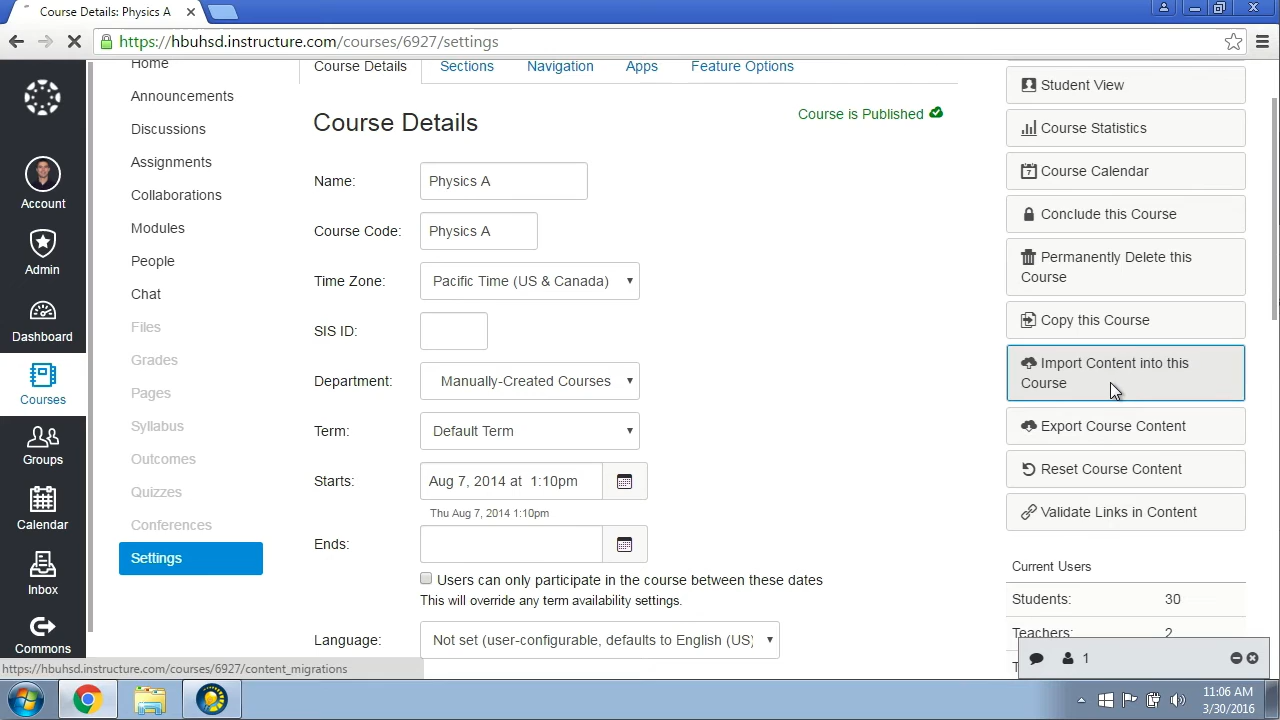 Course Details: Physics A
https://hbuhsd.instructure.com/courses/6927/settings
Account
Admin
Dashboard
Courses
Groups
Calendar
Inbox
Commons
Home
Announcements
Discussions
Assignments
Collaborations
Modules
People
Chat
Files
Grades
Pages
Syllabus
Outcomes
Quizzes
Conferences
Settings
Course Details
Sections
Navigation
Apps
Feature Options
Course Details
Course is Published
Name:
Physics A
Course Code:
Physics A
Time Zone:
Pacific Time (US & Canada)
SIS ID:
Department:
Manually-Created Courses
Term:
Default Term
Starts:
Aug 7, 2014 at 1:10pm
Thu Aug 7, 2014 1:10pm
Ends:
Users can only participate in the course between these dates
This will override any term availability settings.
Language:
Not set (user-configurable, defaults to English (US)
Student View
Course Statistics
7
Course Calendar
Conclude this Course
Permanently Delete this
Course
Copy this Course
Import Content into this
Course
Export Course Content
Reset Course Content
Validate Links in Content
Current Users
Students:
30
Teachers:
2
T
1
https://hbuhsd.instructure.com/courses/6927/content_migrations
11:06 AM
3/30/2016